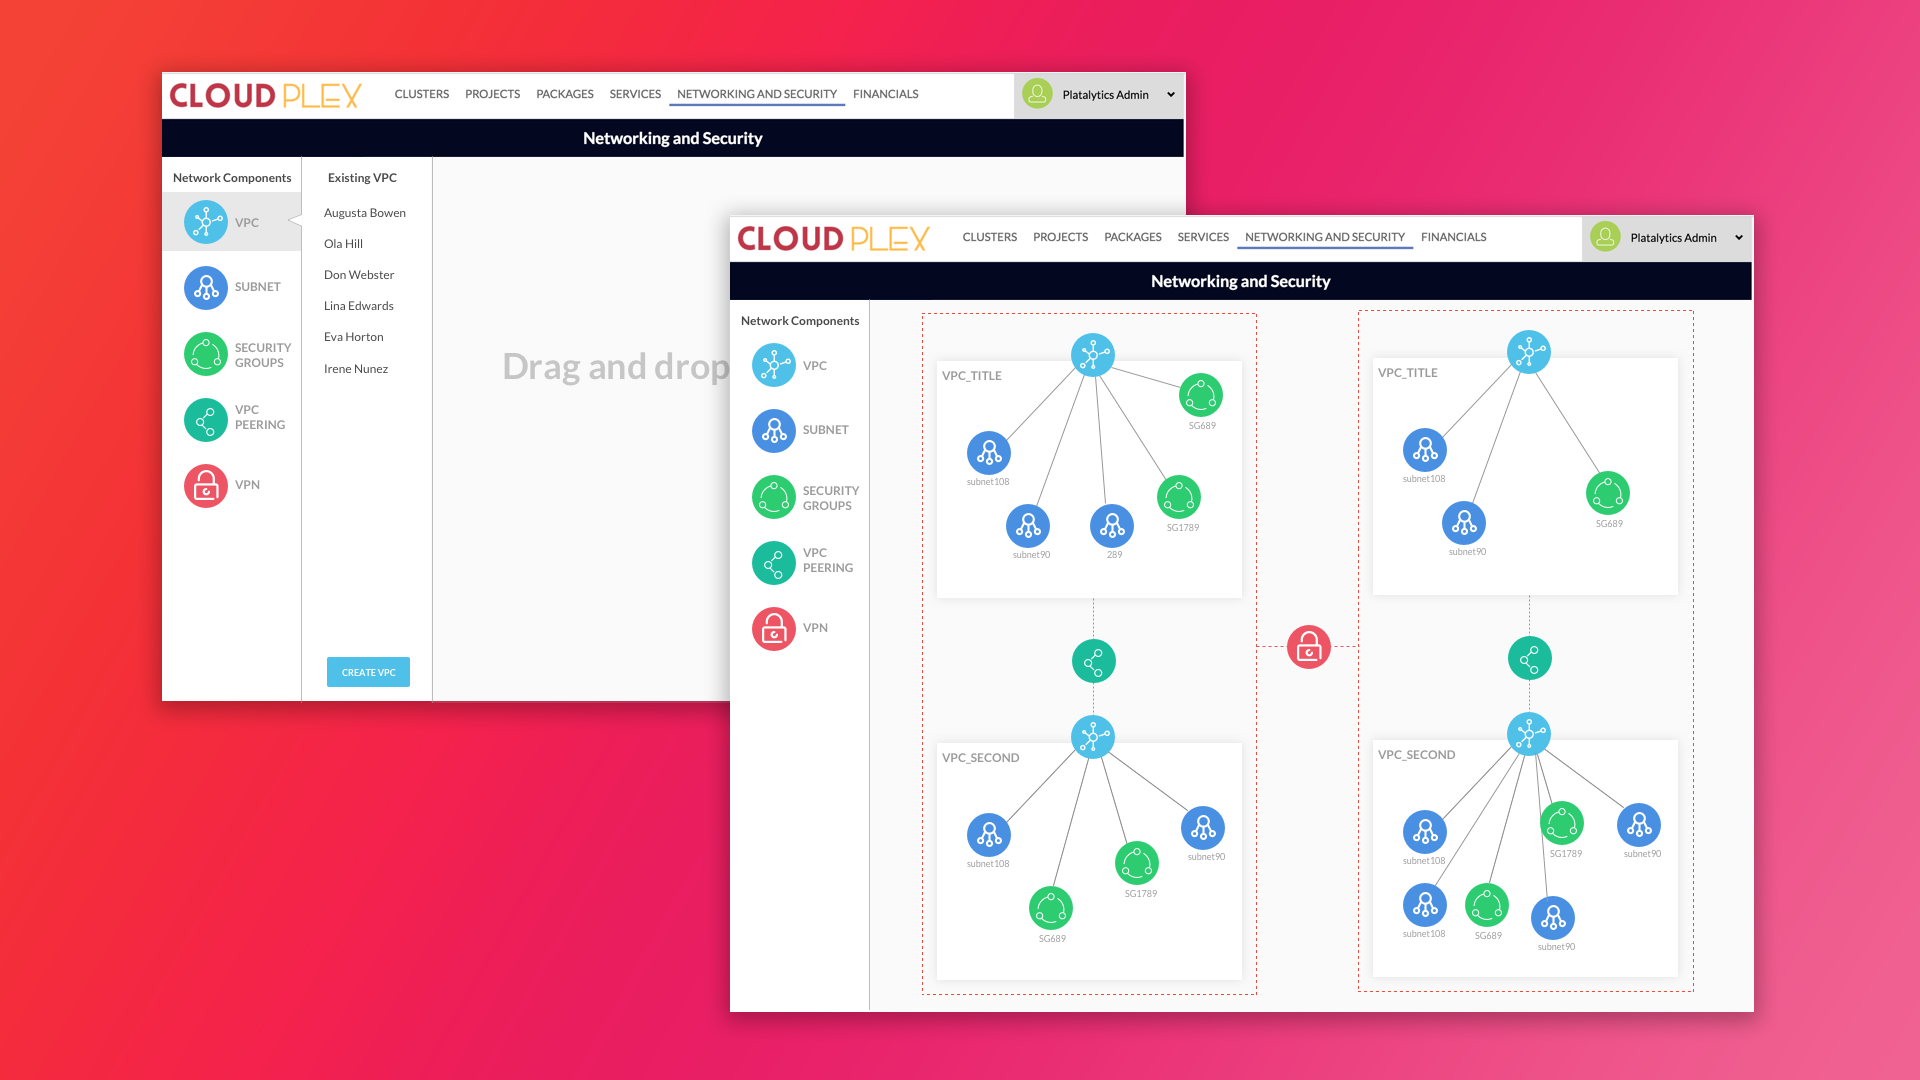 CLOUD PLEX
CLUSTERS PROJECTS PACKAGES SERVICES NETWORKING AND SECURITY FINANCIALS
Platalytics Admin
Networking and Security
Network Components
VPC
SUBNET
SECURITY
GROUPS
VPC
PEERING
VPN
Existing VPC
Augusta Bowen
Ola Hill
Don Webster
Lina Edwards
Eva Horton
Irene Nunez
CREATE VPC
Drag and drop
CLOUD PLEX
CLUSTERS PROJECTS PACKAGES SERVICES NETWORKING AND SECURITY FINANCIALS
Platalytics Admin
Networking and Security
Network Components
VPC
SUBNET
SECURITY
GROUPS
VPC
PEERING
VPN
VPC_TITLE
SG689
subnet108
SG1789
subnet90
289
VPC_SECOND
subnet90
subnet108
SG1789
SG689
VPC_TITLE
subnet108
SG689
subnet90
VPC_SECOND
SG1789
subnet90
subnet108
subnet108
SG689
subnet90